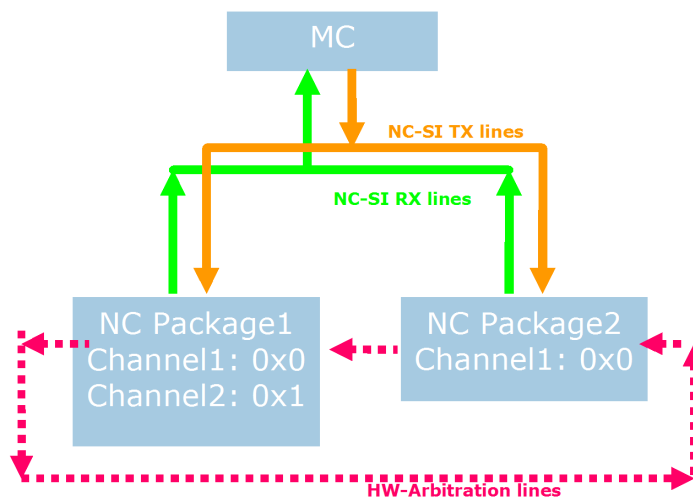 MC
NC-SI TX lines
NC-SI RX lines
NC Package1
Channel1: 0x0
Channel2: 0x1
NC Package2
Channel1: 0x0
HW-Arbitration lines